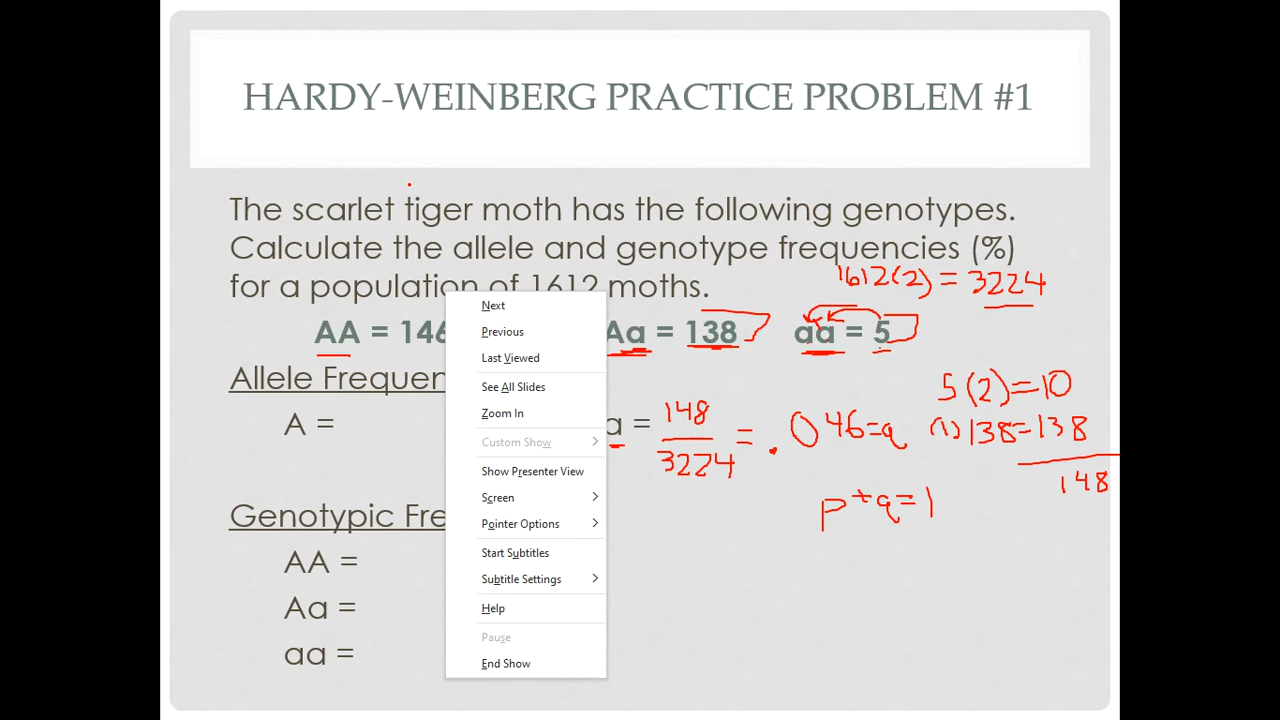 HARDY-WEINBERG PRACTICE PROBLEM #1
The scarlet tiger moth has the following genotypes.
Calculate the allele and genotype frequencies (%)
for a population of 1612 moths.
1612(2) = 3224
AA = 146 Aa = 138 aa = 5
Allele Frequen
A = a = 148/3224 = .046=q
5(2)=10
(1)138=138
148
p+q=1
Genotypic Fre
AA =
Aa =
aa =
Next
Previous
Last Viewed
See All Slides
Zoom In
Custom Show
Show Presenter View
Screen
Pointer Options
Start Subtitles
Subtitle Settings
Help
Pause
End Show